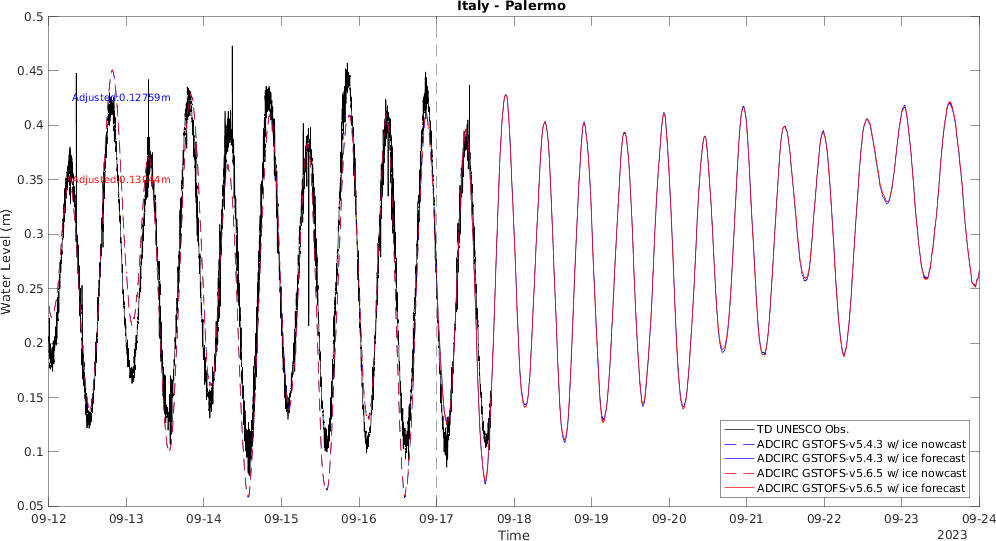 Italy - Palermo
0.5
0.45
0.4
0.35
0.3
0.25
0.2
0.15
0.1
0.05
Water Level (m)
Adjusted:0.12759m
Adjusted:0.13044m
09-12 09-13 09-14 09-15 09-16 09-17 09-18 09-19 09-20 09-21 09-22 09-23 09-24
Time
2023
TD UNESCO Obs.
ADCIRC GSTOFS-v5.4.3 w/ ice nowcast
ADCIRC GSTOFS-v5.4.3 w/ ice forecast
ADCIRC GSTOFS-v5.6.5 w/ ice nowcast
ADCIRC GSTOFS-v5.6.5 w/ ice forecast